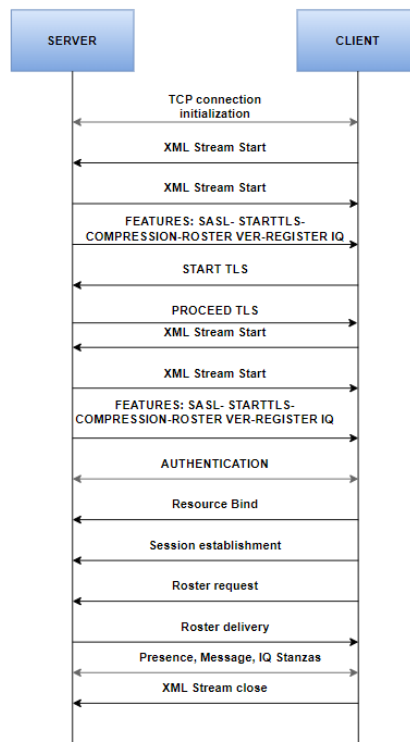 SERVER
CLIENT
TCP connection
initialization
XML Stream Start
XML Stream Start
FEATURES: SASL- STARTTLS-
COMPRESSION-ROSTER VER-REGISTER IQ
START TLS
PROCEED TLS
XML Stream Start
XML Stream Start
FEATURES: SASL- STARTTLS-
COMPRESSION-ROSTER VER-REGISTER IQ
AUTHENTICATION
Resource Bind
Session establishment
Roster request
Roster delivery
Presence, Message, IQ Stanzas
XML Stream close